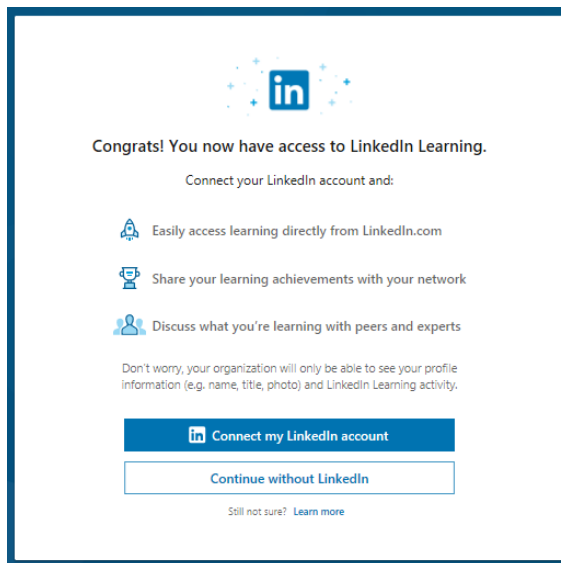 in
Congrats! You now have access to LinkedIn Learning.
Connect your LinkedIn account and:
Easily access learning directly from LinkedIn.com
Share your learning achievements with your network
Discuss what you're learning with peers and experts
Don't worry, your organization will only be able to see your profile
information (e.g. name, title, photo) and LinkedIn Learning activity.
in Connect my LinkedIn account
Continue without LinkedIn
Still not sure? Learn more